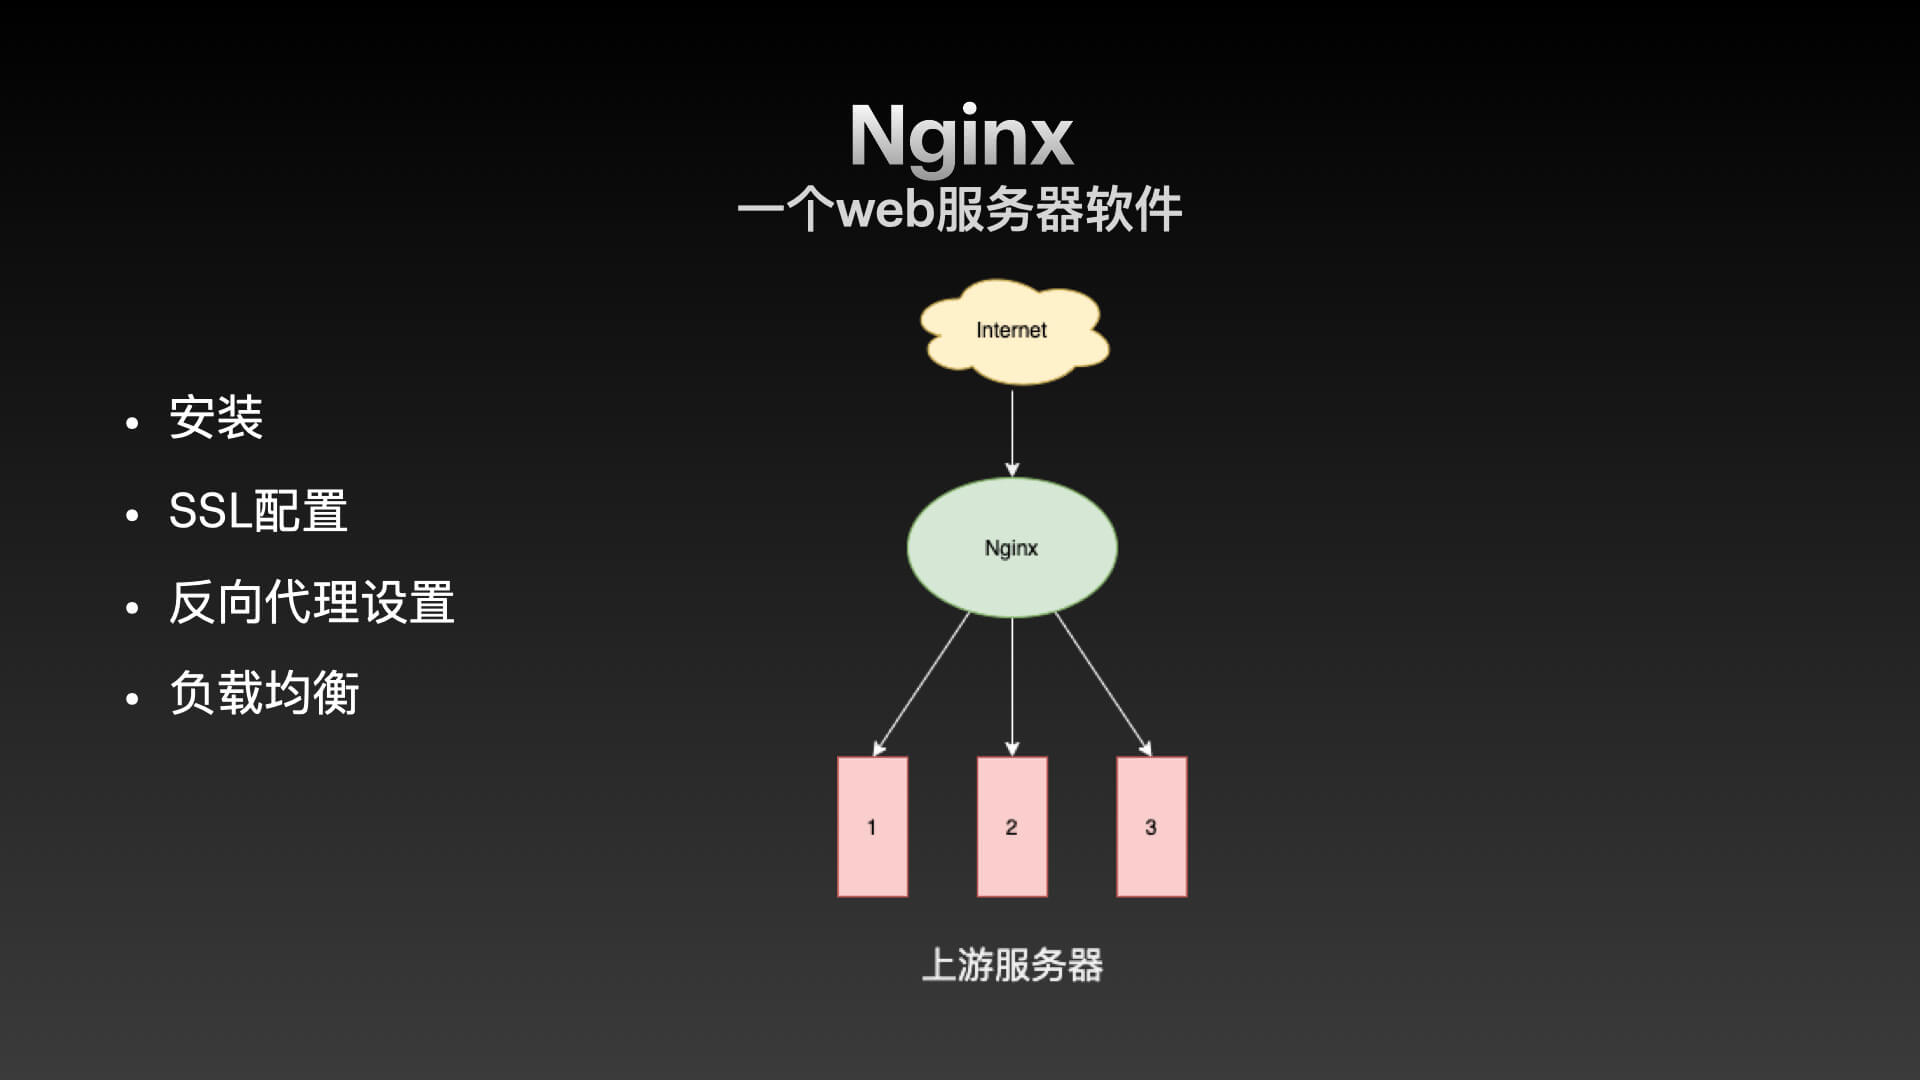 Nginx
一个web服务器软件
• 安装
• SSL配置
• 反向代理设置
• 负载均衡
Internet
Nginx
1
2
3
上游服务器